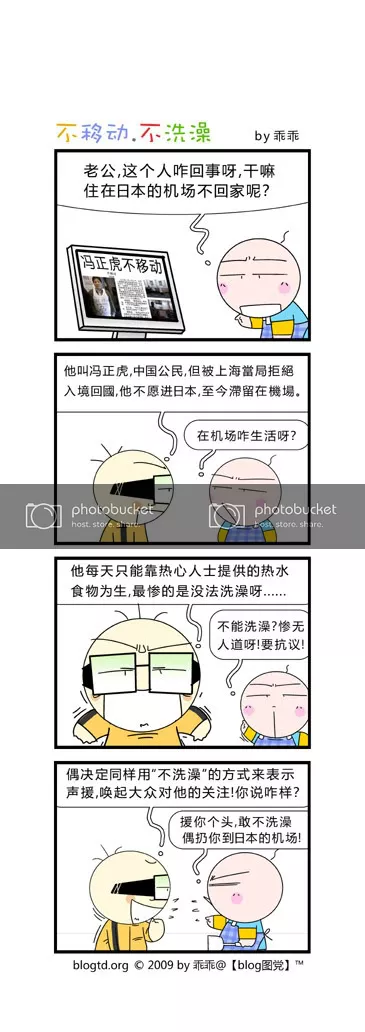 不移动.不洗澡
by 乖乖
老公,这个人咋回事呀,干嘛
住在日本的机场不回家呢?
冯正虎不移动
他叫冯正虎,中国公民,但被上海當局拒絕
入境回國,他不愿进日本,至今滞留在機場。
在机场咋生活呀?
photobucket
host. store. share.
photobucket
host. store. share.
他每天只能靠热心人士提供的热水
食物为生,最惨的是没法洗澡呀......
不能洗澡?惨无
人道呀!要抗议!
偶决定同样用“不洗澡”的方式来表示
声援,唤起大众对他的关注!你说咋样?
援你个头,敢不洗澡
偶扔你到日本的机场!
blogtd.org © 2009 by 乖乖@【blog图党】™